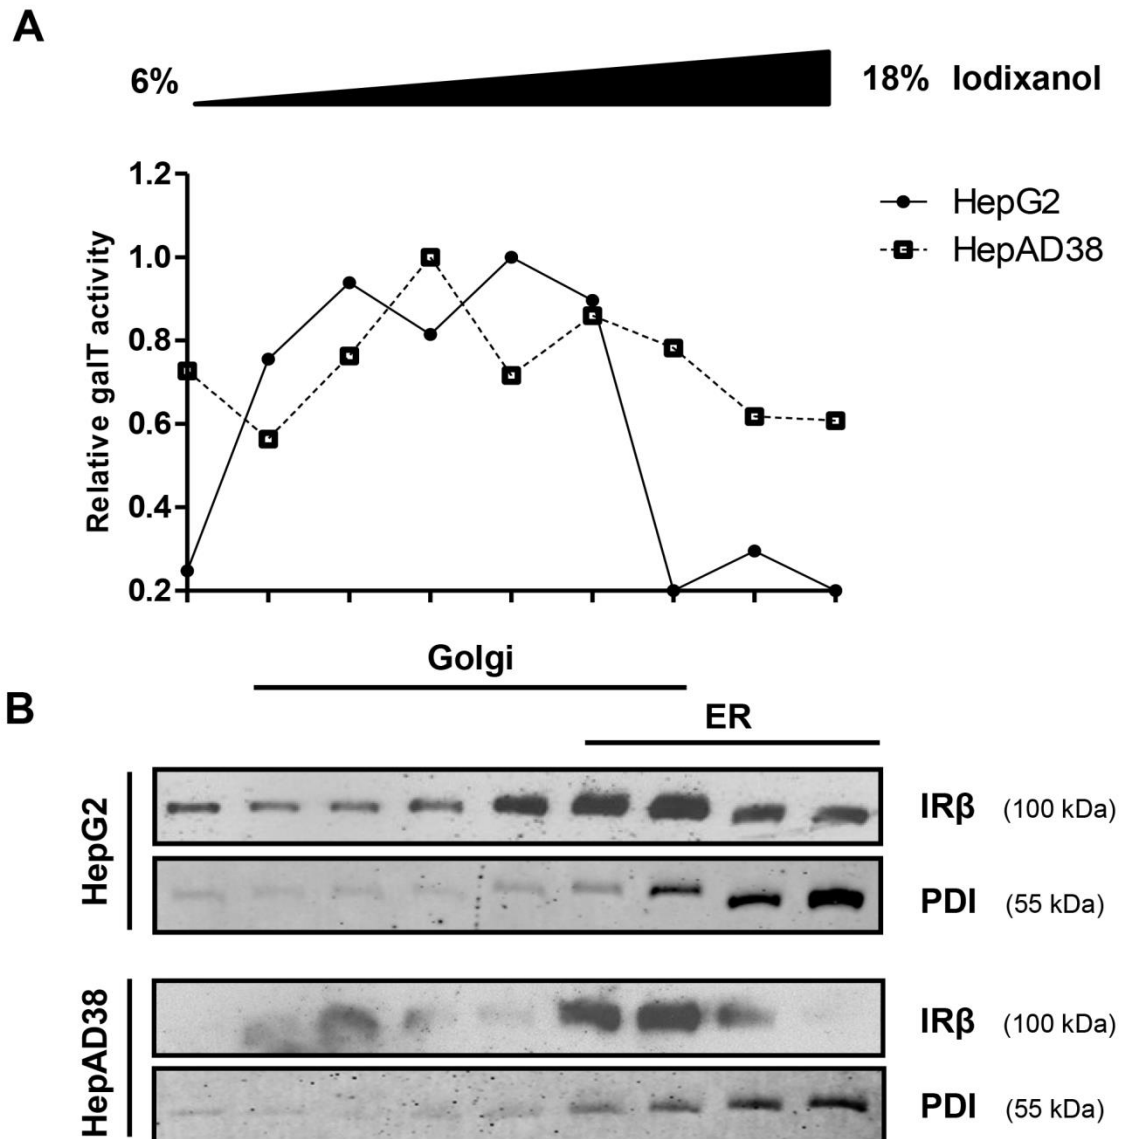 A
6%
18% Iodixanol
1.2
1.0
0.8
0.6
0.4
0.2
Relative galT activity
HepG2
HepAD38
Golgi
B
ER
HepG2
IRβ (100 kDa)
PDI (55 kDa)
HepAD38
IRβ (100 kDa)
PDI (55 kDa)